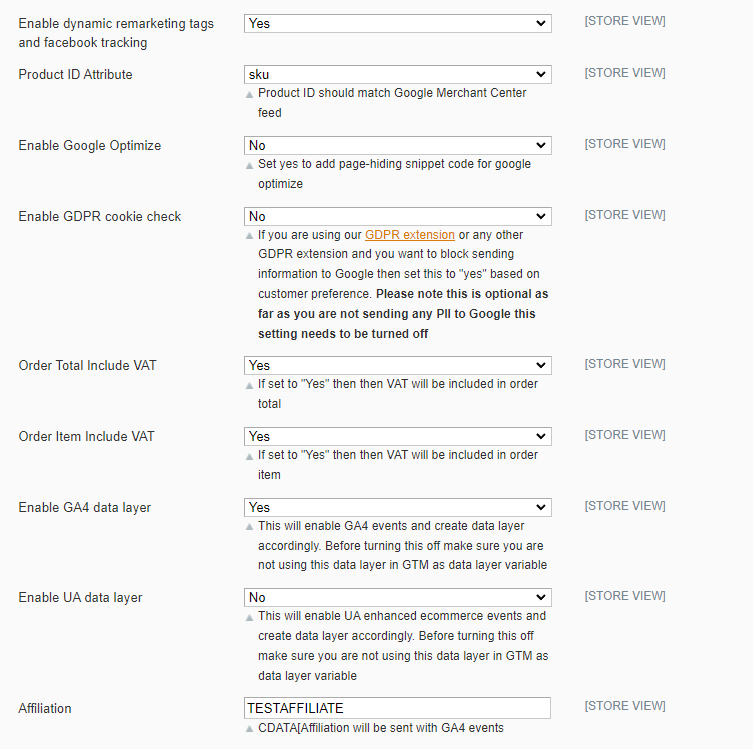 Enable dynamic remarketing tags Yes [STORE VIEW]
and facebook tracking
Product ID Attribute sku [STORE VIEW]
Product ID should match Google Merchant Center
feed
Enable Google Optimize No [STORE VIEW]
Set yes to add page-hiding snippet code for google
optimize
Enable GDPR cookie check No [STORE VIEW]
If you are using our GDPR extension or any other
GDPR extension and you want to block sending
information to Google then set this to "yes" based on
customer preference. Please note this is optional as
far as you are not sending any PII to Google this
setting needs to be turned off
Order Total Include VAT Yes [STORE VIEW]
If set to "Yes" then then VAT will be included in order
total
Order Item Include VAT Yes [STORE VIEW]
If set to "Yes" then then VAT will be included in order
item
Enable GA4 data layer Yes [STORE VIEW]
This will enable GA4 events and create data layer
accordingly. Before turning this off make sure you are
not using this data layer in GTM as data layer variable
Enable UA data layer No [STORE VIEW]
This will enable UA enhanced ecommerce events and
create data layer accordingly. Before turning this off
make sure you are not using this data layer in GTM as
data layer variable
Affiliation TESTAFFILIATE [STORE VIEW]
CDATA[Affiliation will be sent with GA4 events